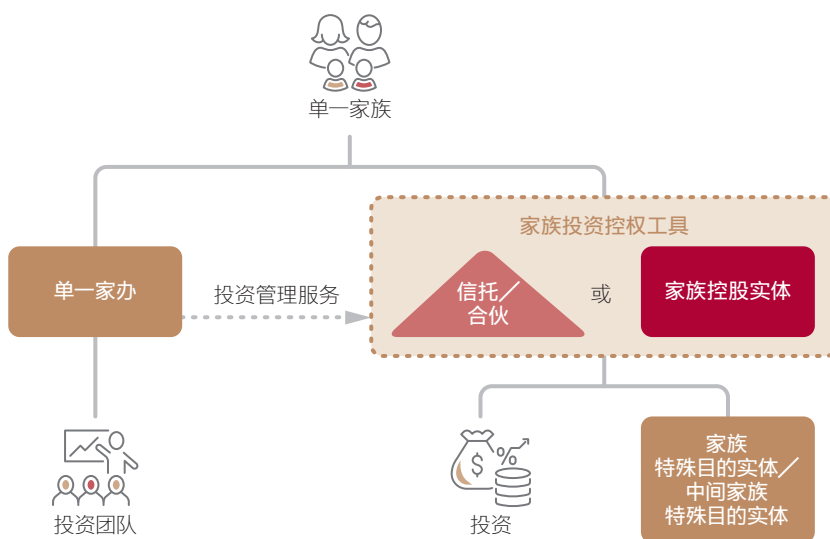 单一家族
家族投资控权工具
单一家办
投资管理服务
信托／
合伙
或
家族控股实体
$
%
投资团队
投资
家族
特殊目的实体／
中间家族
特殊目的实体